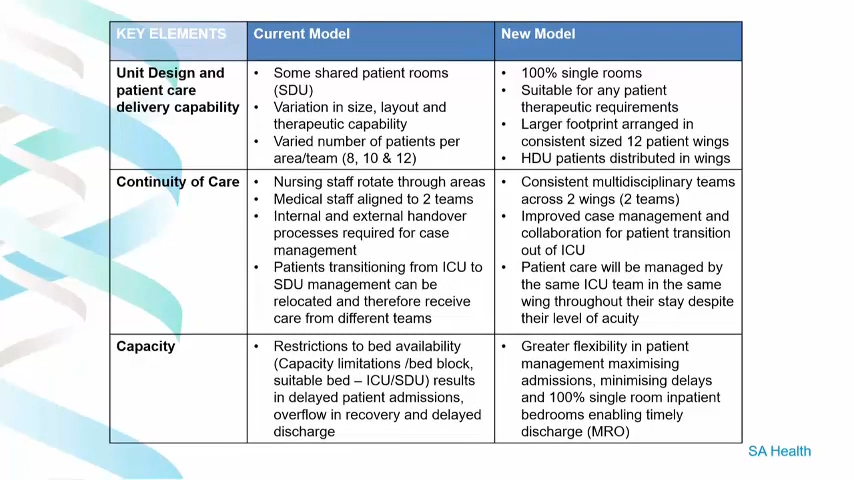 KEY ELEMENTS
Current Model
New Model
Unit Design and
patient care
delivery capability
• Some shared patient rooms
(SDU)
• Variation in size, layout and
therapeutic capability
• Varied number of patients per
area/team (8, 10 & 12)
• 100% single rooms
• Suitable for any patient
therapeutic requirements
• Larger footprint arranged in
consistent sized 12 patient wings
• HDU patients distributed in wings
Continuity of Care
• Nursing staff rotate through areas
• Medical staff aligned to 2 teams
• Internal and external handover
processes required for case
management
• Patients transitioning from ICU to
SDU management can be
relocated and therefore receive
care from different teams
• Consistent multidisciplinary teams
across 2 wings (2 teams)
• Improved case management and
collaboration for patient transition
out of ICU
• Patient care will be managed by
the same ICU team in the same
wing throughout their stay despite
their level of acuity
Capacity
• Restrictions to bed availability
(Capacity limitations /bed block,
suitable bed – ICU/SDU) results
in delayed patient admissions,
overflow in recovery and delayed
discharge
• Greater flexibility in patient
management maximising
admissions, minimising delays
and 100% single room inpatient
bedrooms enabling timely
discharge (MRO)
SA Health